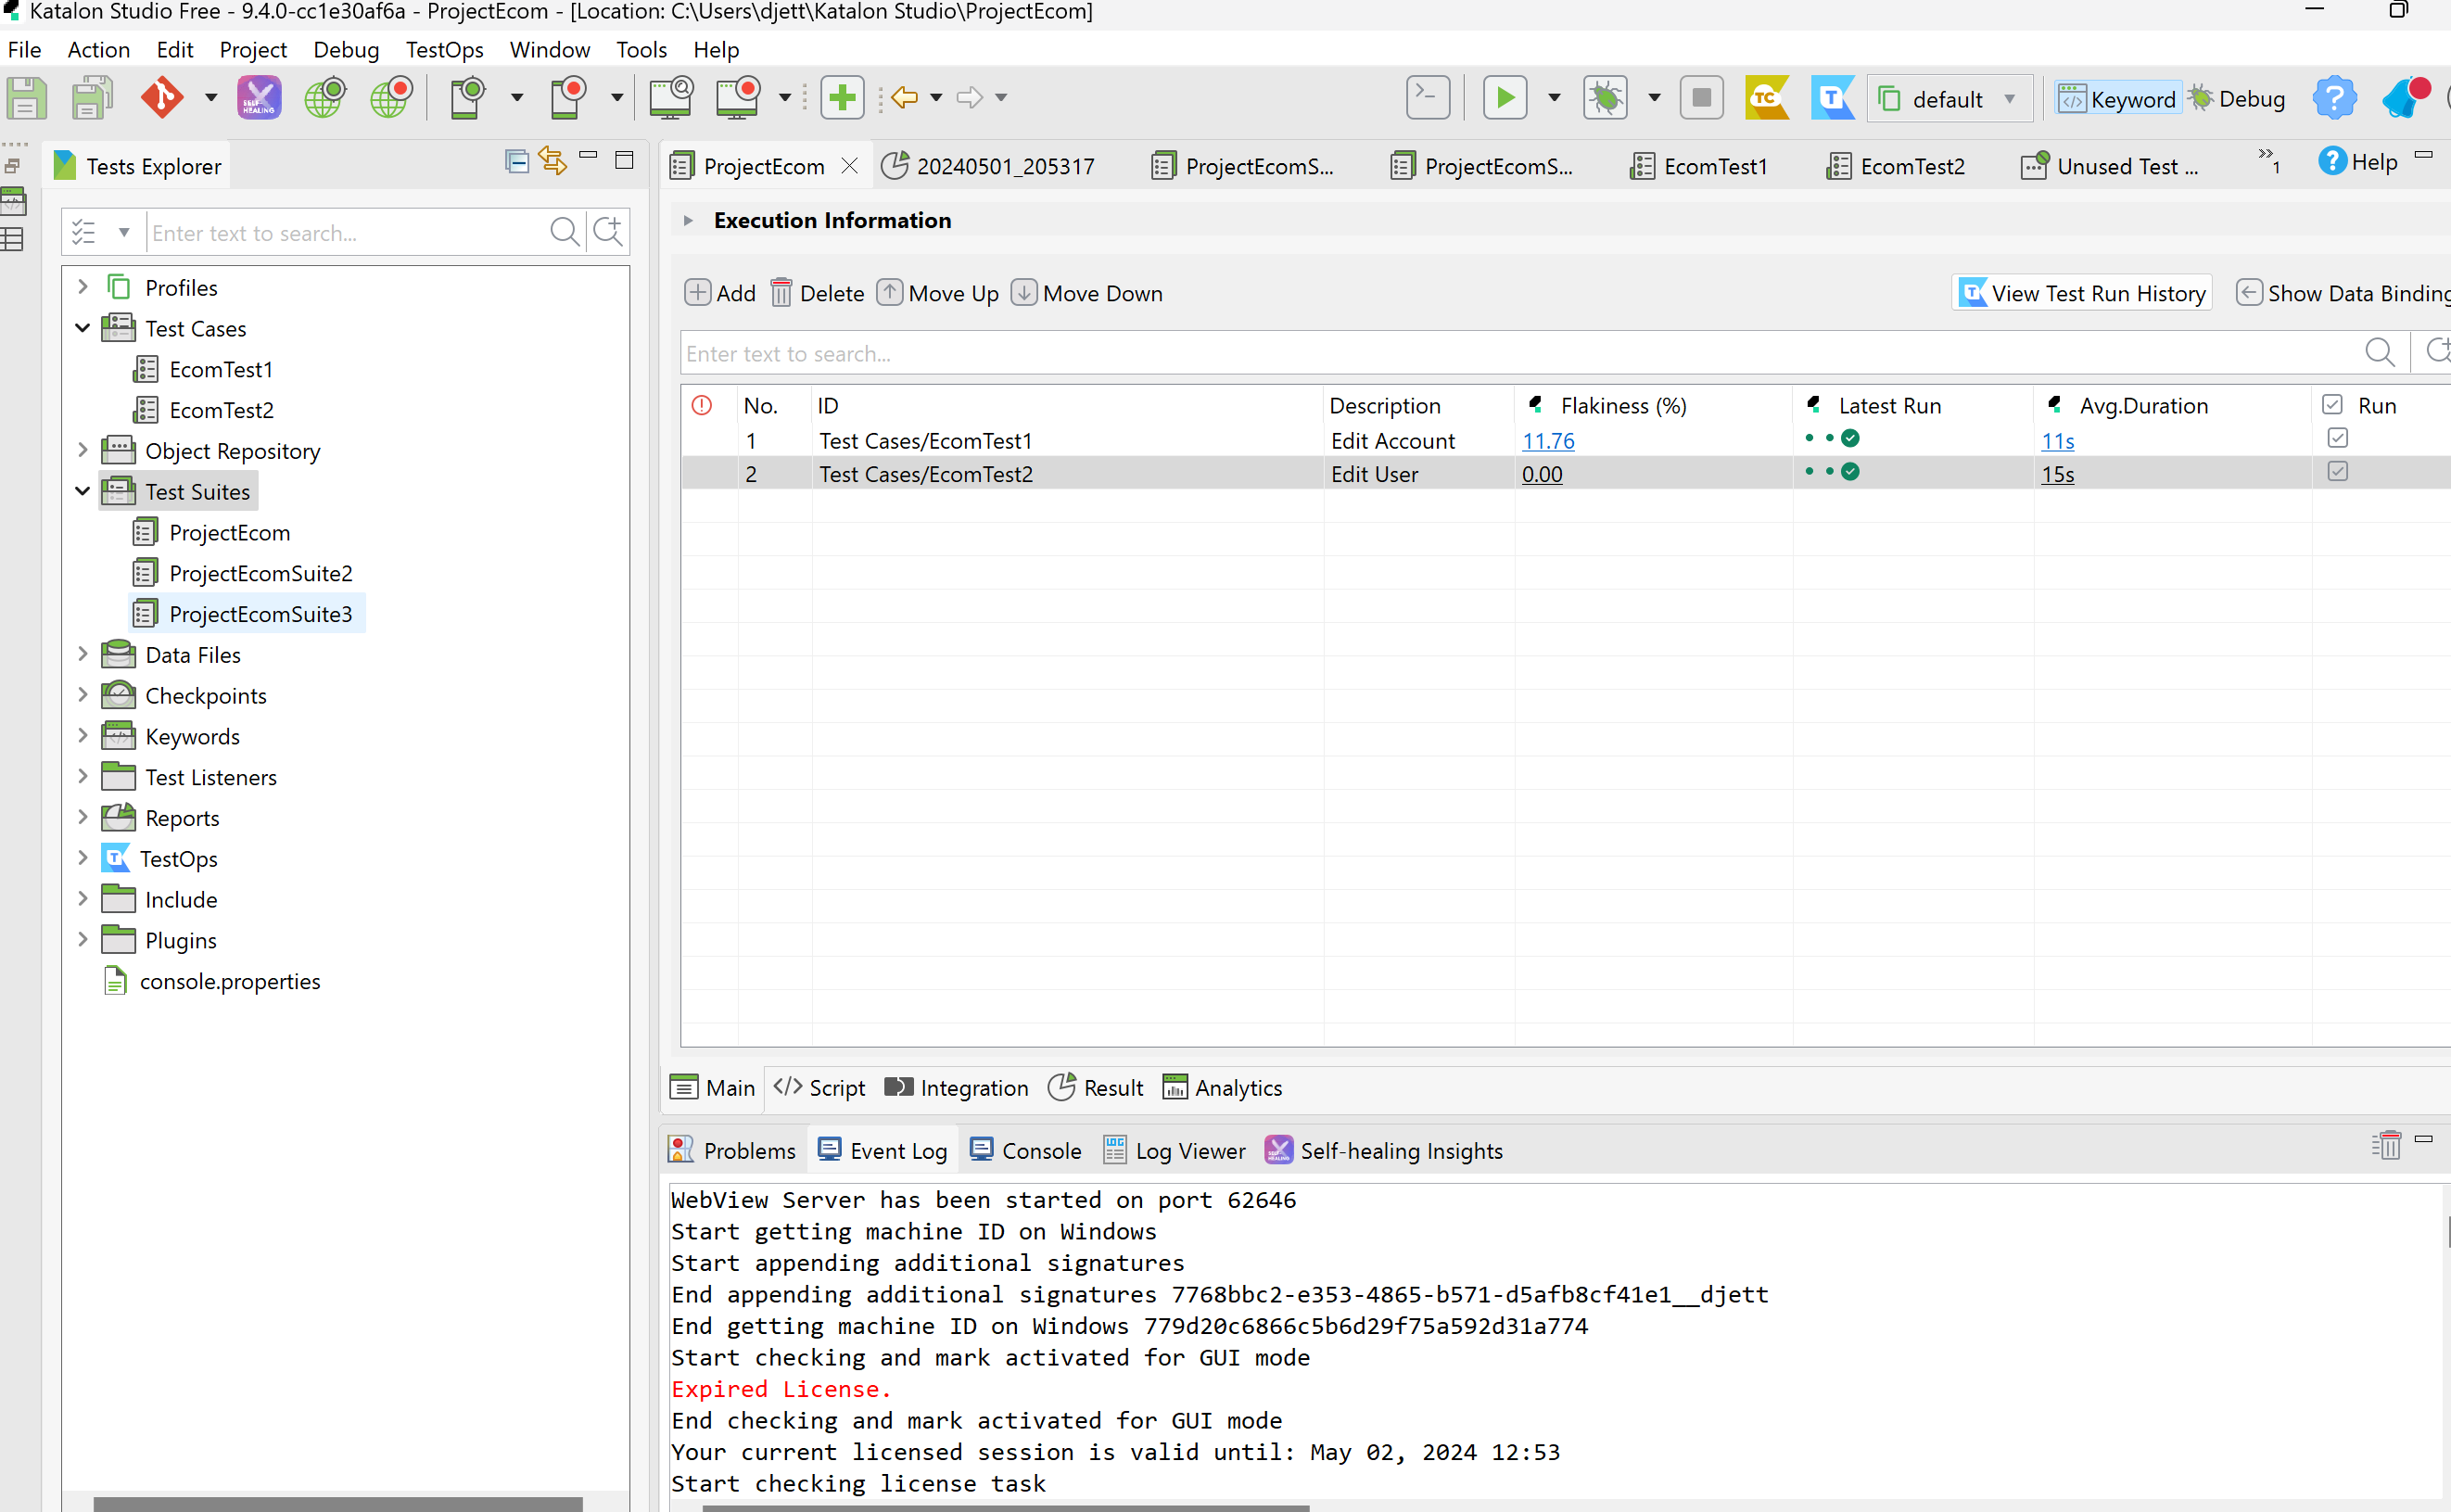 Katalon Studio Free - 9.4.0-cc1e30af6a - ProjectEcom - [Location: C:\Users\djett\Katalon Studio\ProjectEcom]
File Action Edit Project Debug TestOps Window Tools Help
SELF-HEALING TC T default Keyword Debug ?
Tests Explorer
ProjectEcom 20240501_205317 ProjectEcomS... ProjectEcomS... EcomTest1 EcomTest2 Unused Test ... »1 Help
Enter text to search...
Profiles
Test Cases
EcomTest1
EcomTest2
Object Repository
Test Suites
ProjectEcom
ProjectEcomSuite2
ProjectEcomSuite3
Data Files
Checkpoints
Keywords
Test Listeners
Reports
TestOps
Include
Plugins
console.properties
Execution Information
Add Delete Move Up Move Down View Test Run History Show Data Binding
Enter text to search...
No. ID Description Flakiness (%) Latest Run Avg.Duration Run
1 Test Cases/EcomTest1 Edit Account 11.76 11s
2 Test Cases/EcomTest2 Edit User 0.00 15s
Main Script Integration Result Analytics
Problems Event Log Console Log Viewer Self-healing Insights
WebView Server has been started on port 62646
Start getting machine ID on Windows
Start appending additional signatures
End appending additional signatures 7768bbc2-e353-4865-b571-d5afb8cf41e1__djett
End getting machine ID on Windows 779d20c6866c5b6d29f75a592d31a774
Start checking and mark activated for GUI mode
Expired License.
End checking and mark activated for GUI mode
Your current licensed session is valid until: May 02, 2024 12:53
Start checking license task